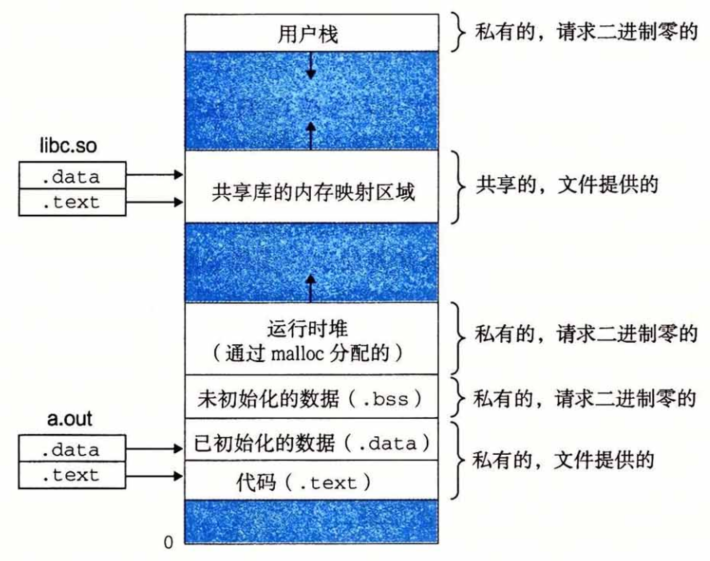 用户栈
私有的，请求二进制零的
libc.so
.data
.text
共享库的内存映射区域
共享的，文件提供的
运行时堆
（通过 malloc 分配的）
私有的，请求二进制零的
未初始化的数据（.bss）
私有的，请求二进制零的
a.out
.data
.text
已初始化的数据（.data）
代码（.text）
私有的，文件提供的
0